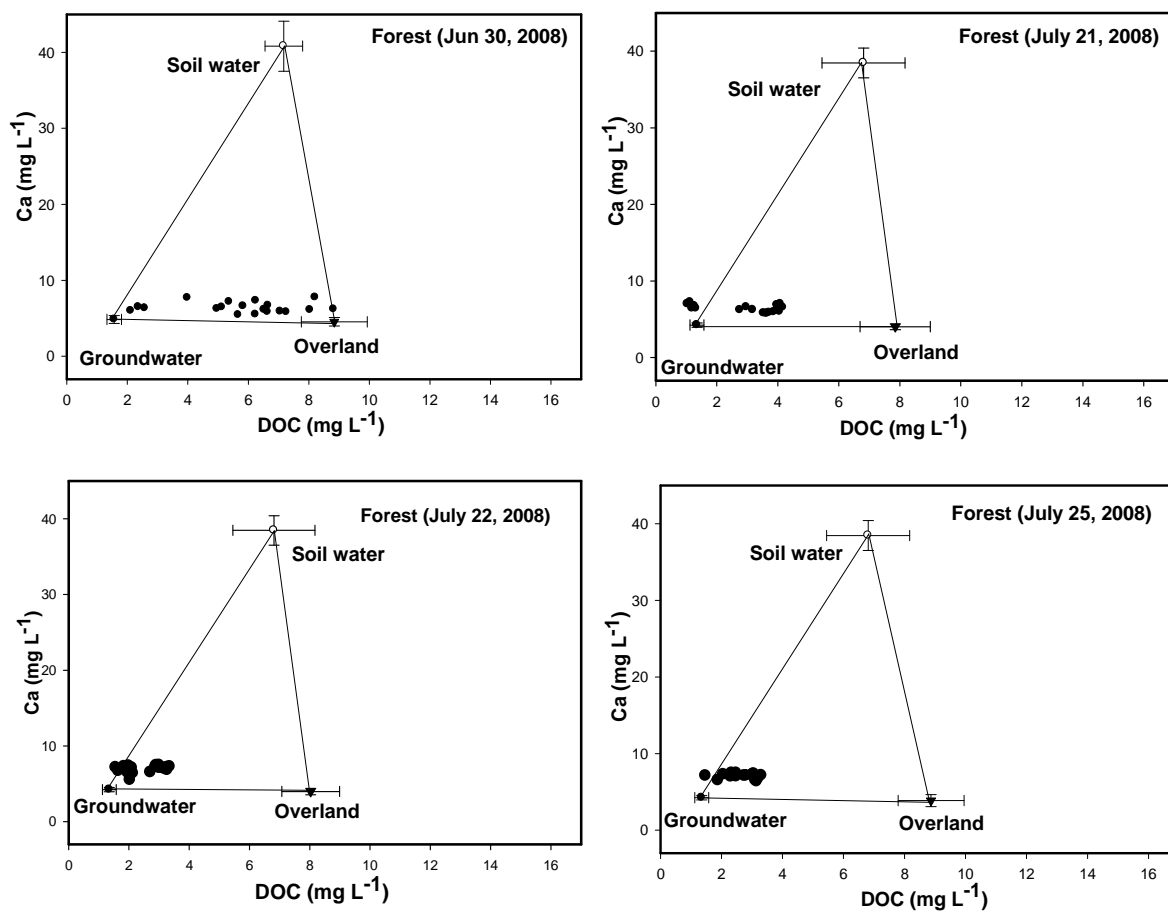 Forest (Jun 30, 2008)
Soil water
Groundwater
Overland
Ca (mg L-1)
40
30
20
10
0
0 2 4 6 8 10 12 14 16
DOC (mg L-1)
Forest (July 21, 2008)
Soil water
Overland
Groundwater
Ca (mg L-1)
40
30
20
10
0
0 2 4 6 8 10 12 14 16
DOC (mg L-1)
Forest (July 22, 2008)
Soil water
Groundwater
Overland
Ca (mg L-1)
40
30
20
10
0
0 2 4 6 8 10 12 14 16
DOC (mg L-1)
Forest (July 25, 2008)
Soil water
Groundwater
Overland
Ca (mg L-1)
40
30
20
10
0
0 2 4 6 8 10 12 14 16
DOC (mg L-1)